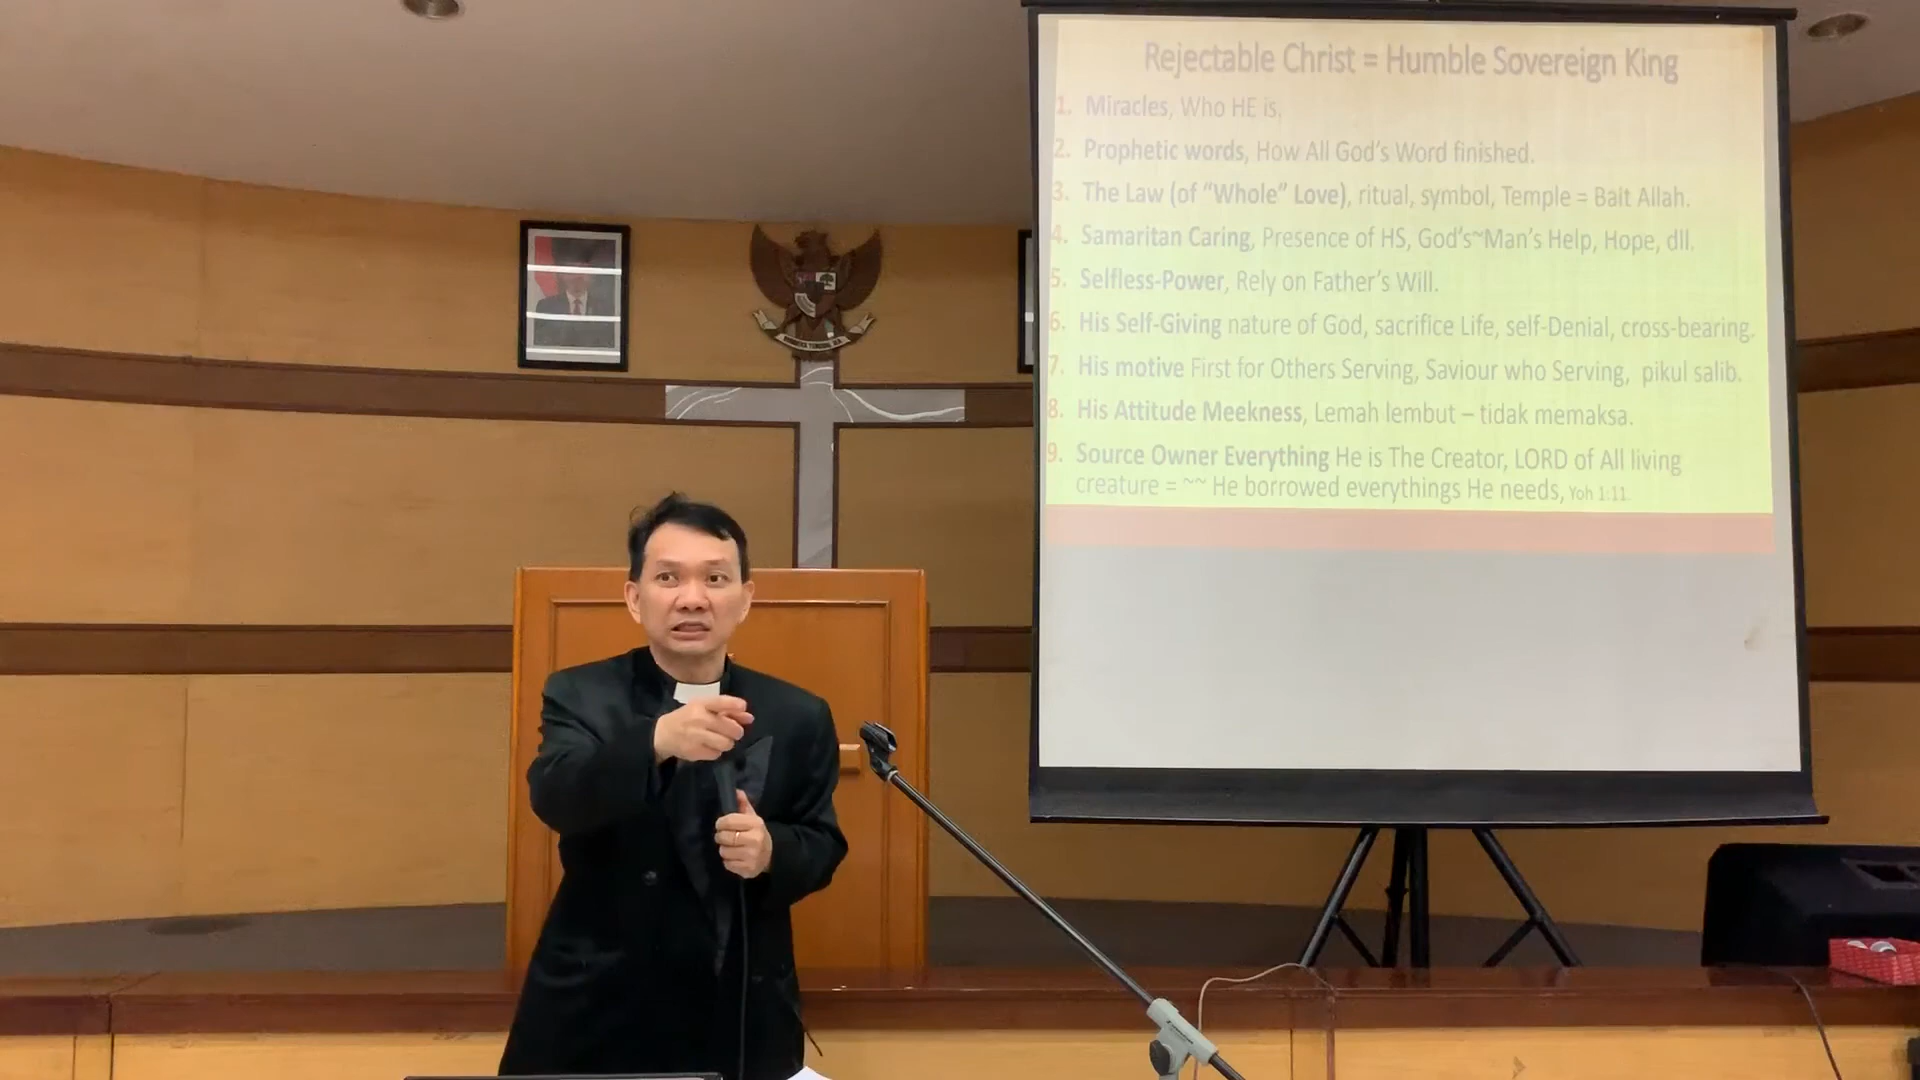 Rejectable Christ = Humble Sovereign King
1. Miracles, Who HE is.
2. Prophetic words, How All God's Word finished.
3. The Law (of "Whole" Love), ritual, symbol, Temple = Bait Allah.
4. Samaritan Caring, Presence of HS, God's~Man's Help, Hope, dll.
5. Selfless-Power, Rely on Father's Will.
6. His Self-Giving nature of God, sacrifice Life, self-Denial, cross-bearing.
7. His motive First for Others Serving, Saviour who Serving, pikul salib.
8. His Attitude Meekness, Lemah lembut – tidak memaksa.
9. Source Owner Everything He is The Creator, LORD of All living
creature = ~~ He borrowed everythings He needs, Yoh 1:11.